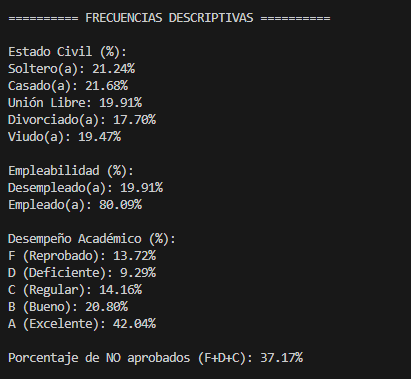 ========== FRECUENCIAS DESCRIPTIVAS ==========
Estado Civil (%):
Soltero(a): 21.24%
Casado(a): 21.68%
Unión Libre: 19.91%
Divorciado(a): 17.70%
Viudo(a): 19.47%
Empleabilidad (%):
Desempleado(a): 19.91%
Empleado(a): 80.09%
Desempeño Académico (%):
F (Reprobado): 13.72%
D (Deficiente): 9.29%
C (Regular): 14.16%
B (Bueno): 20.80%
A (Excelente): 42.04%
Porcentaje de NO aprobados (F+D+C): 37.17%